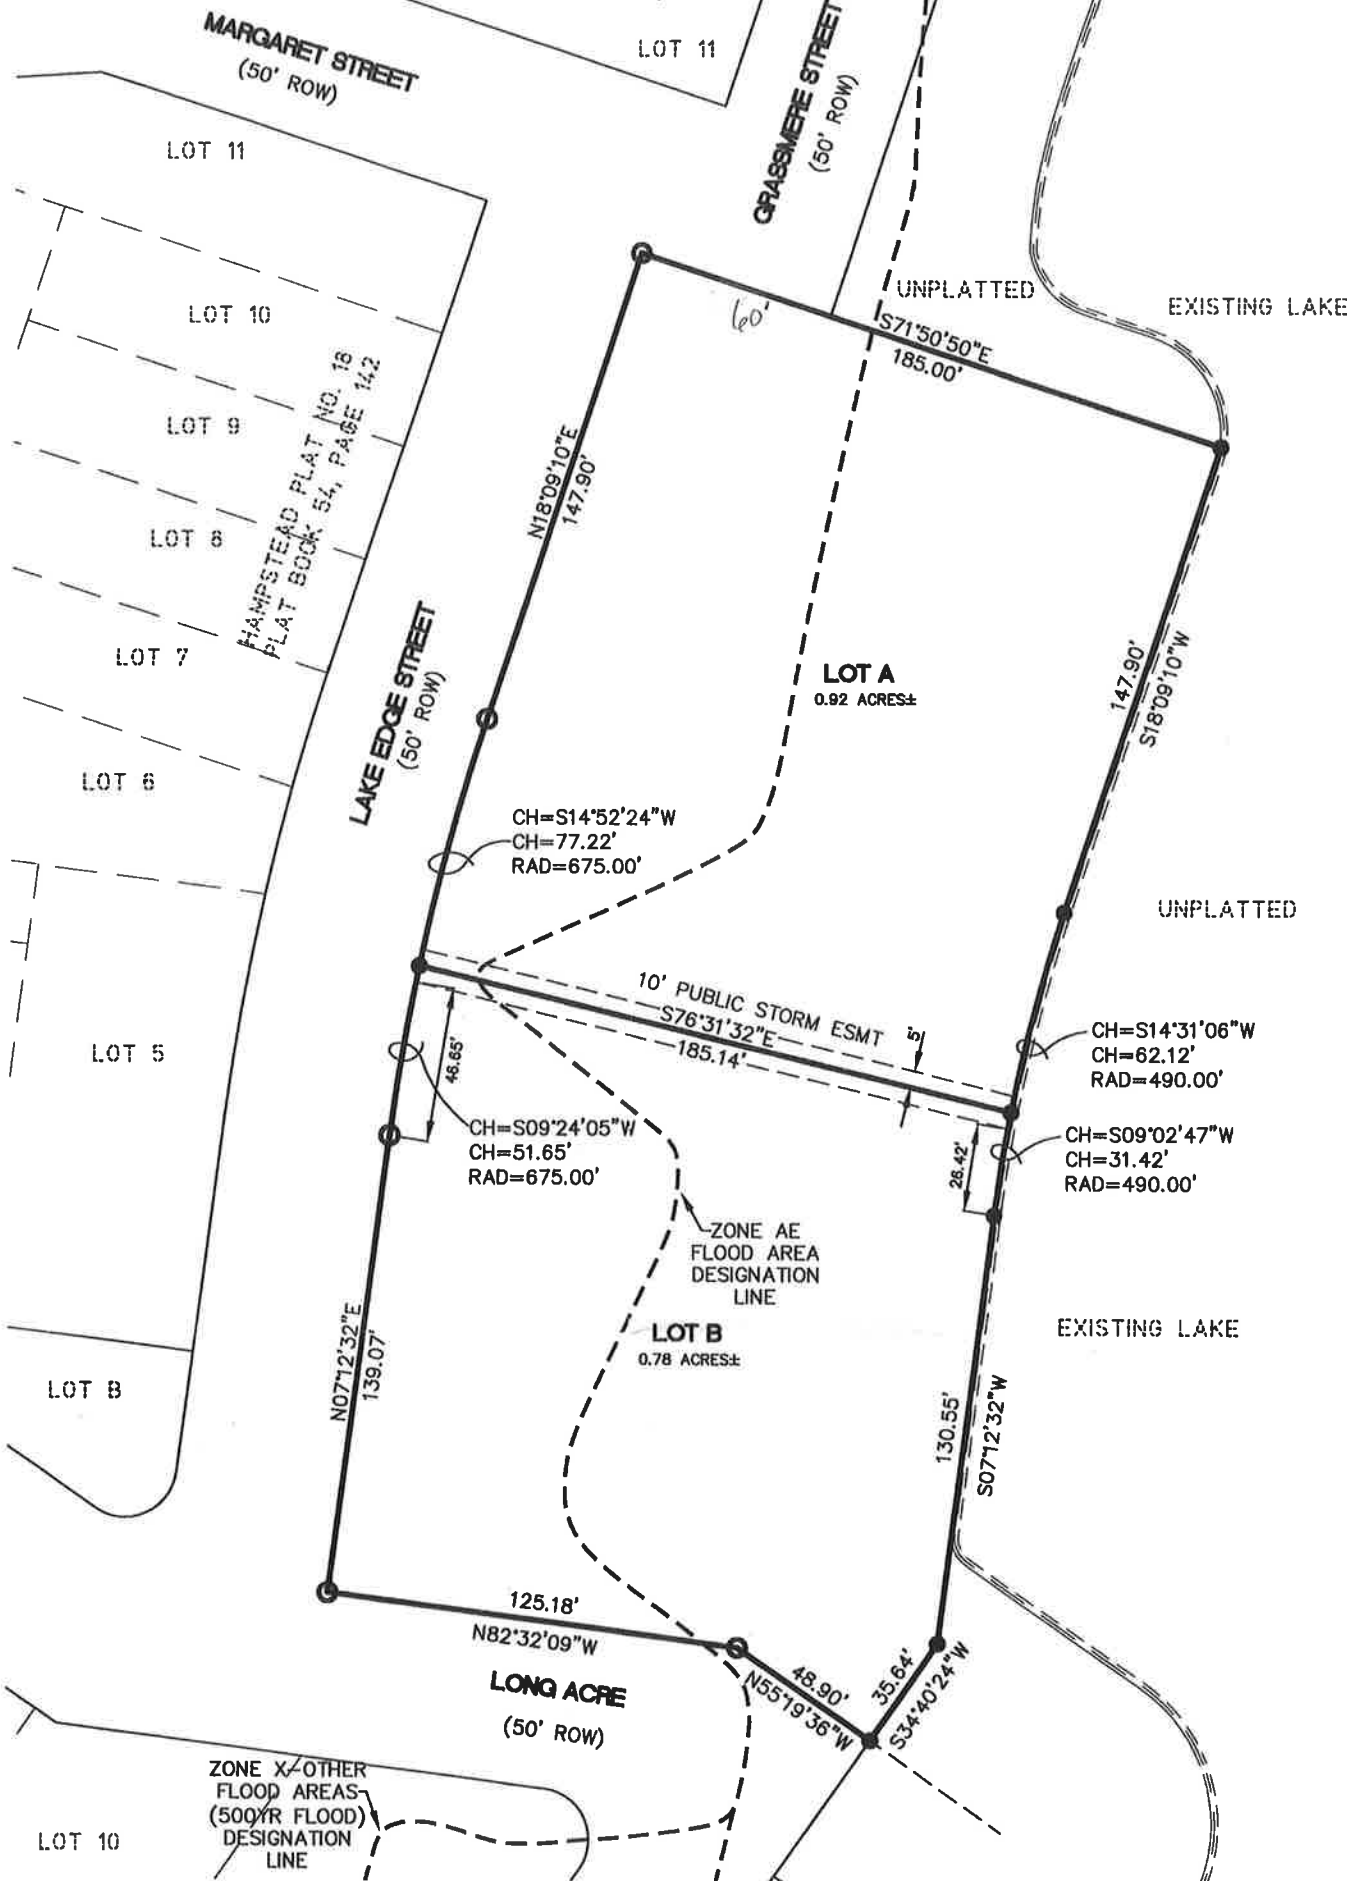 MARGARET STREET
(50' ROW)
LOT 11
GRASSMERE STREET
(50' ROW)
LOT 11
UNPLATTED
EXISTING LAKE
LOT 10
60'
S71°50'50"E
185.00'
HAMPSTEAD PLAT NO. 18
PLAT BOOK 54, PAGE 142
LOT 9
N18°09'10"E
147.90'
LOT 8
LOT 7
LAKE EDGE STREET
(50' ROW)
LOT A
0.92 ACRES±
147.90'
S18°09'10"W
LOT 6
CH=S14°52'24"W
CH=77.22'
RAD=675.00'
UNPLATTED
10' PUBLIC STORM ESMT
S76°31'32"E
185.14'
5'
CH=S14°31'06"W
CH=62.12'
RAD=490.00'
LOT 5
46.65'
CH=S09°24'05"W
CH=51.65'
RAD=675.00'
CH=S09°02'47"W
CH=31.42'
RAD=490.00'
26.42'
ZONE AE
FLOOD AREA
DESIGNATION
LINE
LOT B
0.78 ACRES±
EXISTING LAKE
N07°12'32"E
139.07'
LOT B
130.55'
S07°12'32"W
125.18'
N82°32'09"W
LONG ACRE
(50' ROW)
48.90'
N55°19'36"W
35.64'
S34°40'24"W
ZONE X-OTHER
FLOOD AREAS
(500YR FLOOD)
DESIGNATION
LINE
LOT 10